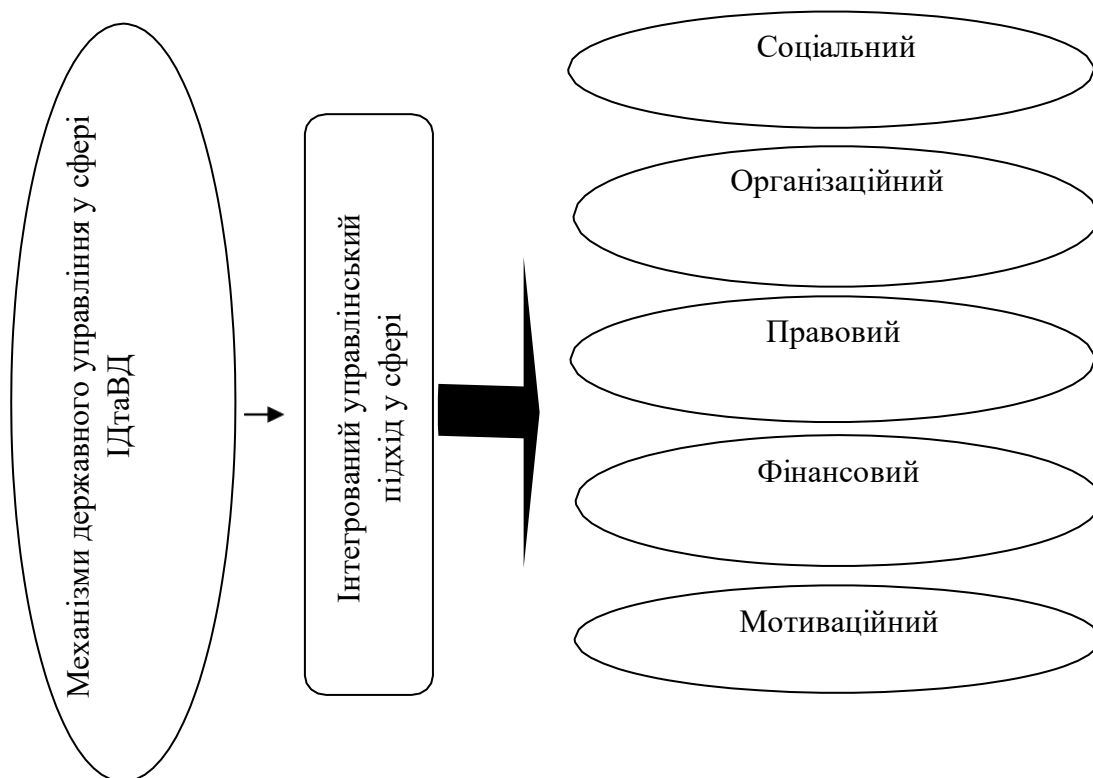 Механізми державного управління у сфері
ІДтаВД
Інтегрований управлінський
підхід у сфері
Соціальний
Організаційний
Правовий
Фінансовий
Мотиваційний